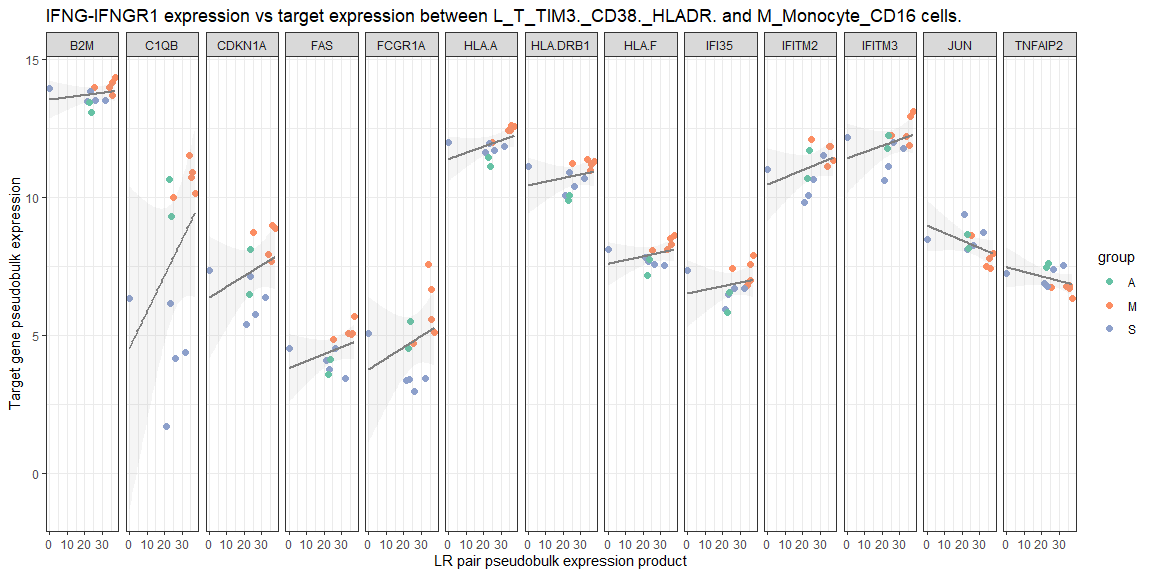 IFNG-IFNGR1 expression vs target expression between L_T_TIM3._CD38._HLADR. and M_Monocyte_CD16 cells.
B2M C1QB CDKN1A FAS FCGR1A HLA.A HLA.DRB1 HLA.F IFI35 IFITM2 IFITM3 JUN TNFAIP2
15
10
5
0
Target gene pseudobulk expression
0 10 20 30 0 10 20 30 0 10 20 30 0 10 20 30 0 10 20 30 0 10 20 30 0 10 20 30 0 10 20 30 0 10 20 30 0 10 20 30 0 10 20 30 0 10 20 30 0 10 20 30
LR pair pseudobulk expression product
group
A
M
S